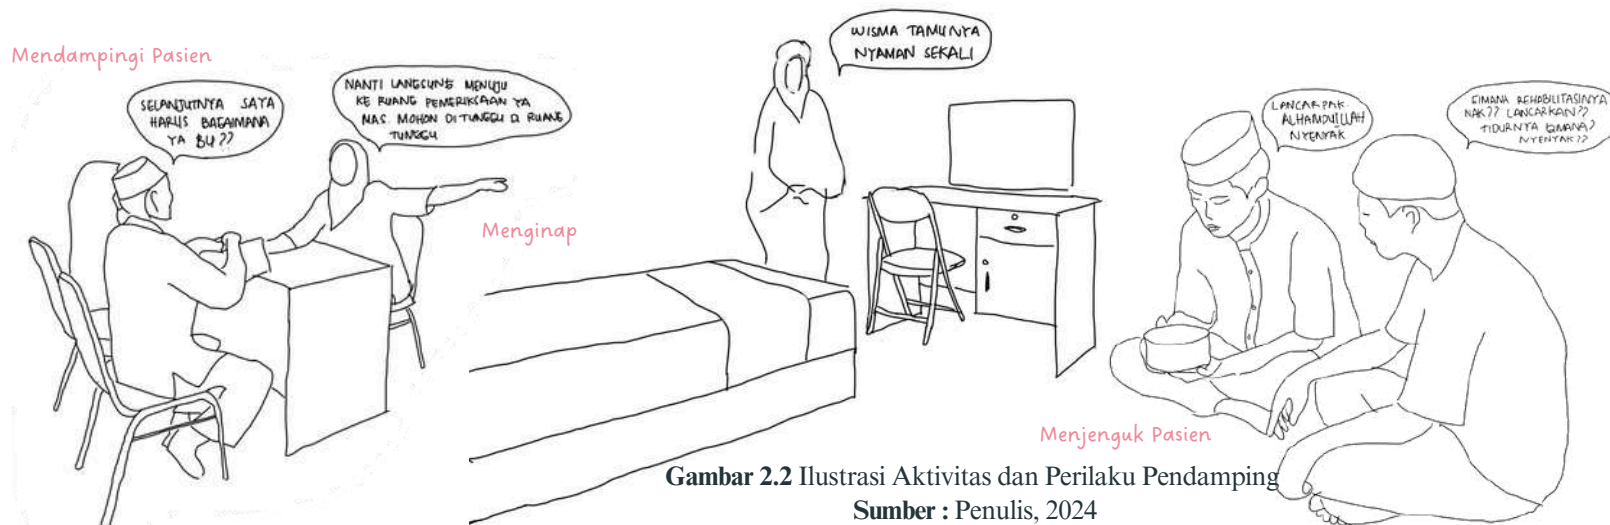 Mendampingi Pasien
SELANJUTNYA SAYA
HARUS BAGAIMANA
YA BU??
NANTI LANGSUNG MENUJU
KE RUANG PEMERIKSAAN YA
MAS. MOHON DITUNGGU DI RUANG
TUNGGU
Menginap
WISMA TAMUNYA
NYAMAN SEKALI
LANCAR PAK.
ALHAMDULILLAH
NYENYAK
GIMANA REHABILITASINYA
NAK?? LANCARKAN??
TIDURNYA GIMANA?
NYENYAK??
Menjenguk Pasien
Gambar 2.2 Ilustrasi Aktivitas dan Perilaku Pendamping
Sumber : Penulis, 2024